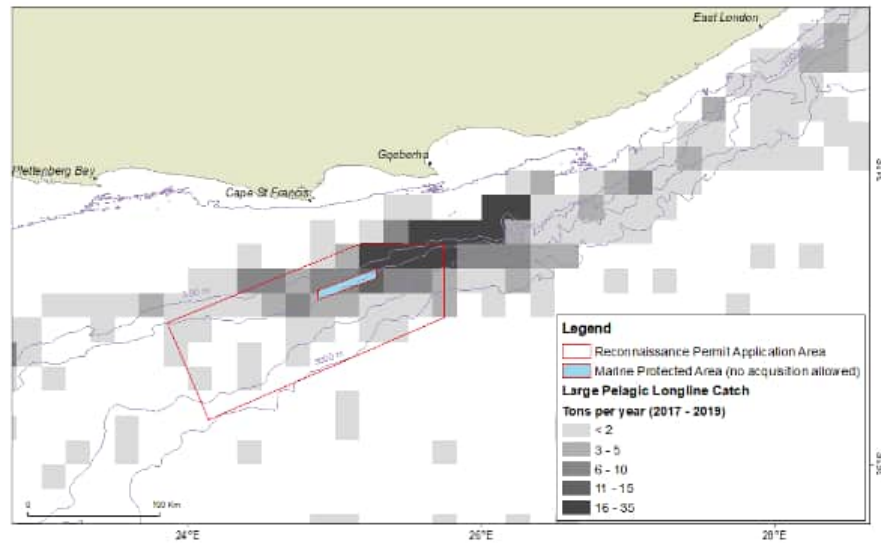 East London
Gqeberha
Plettenberg Bay
Cape St Francis
34°S
Legend
Reconnaissance Permit Application Area
Marine Protected Area (no acquisition allowed)
Large Pelagic Longline Catch
Tons per year (2017 - 2019)
< 2
3 - 5
6 - 10
11 - 15
16 - 35
0 100 Km
24°E 26°E 28°E